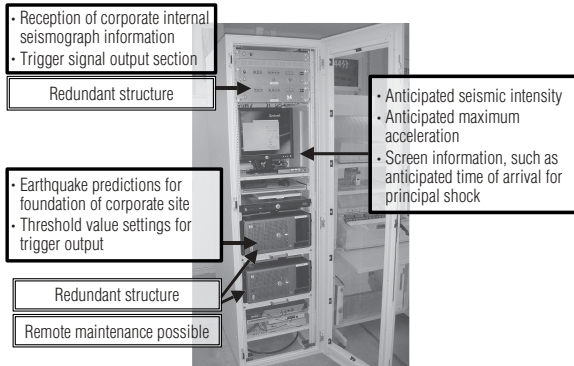 • Reception of corporate internal
seismograph information
• Trigger signal output section
Redundant structure
• Anticipated seismic intensity
• Anticipated maximum
acceleration
• Screen information, such as
anticipated time of arrival for
principal shock
• Earthquake predictions for
foundation of corporate site
• Threshold value settings for
trigger output
Redundant structure
Remote maintenance possible